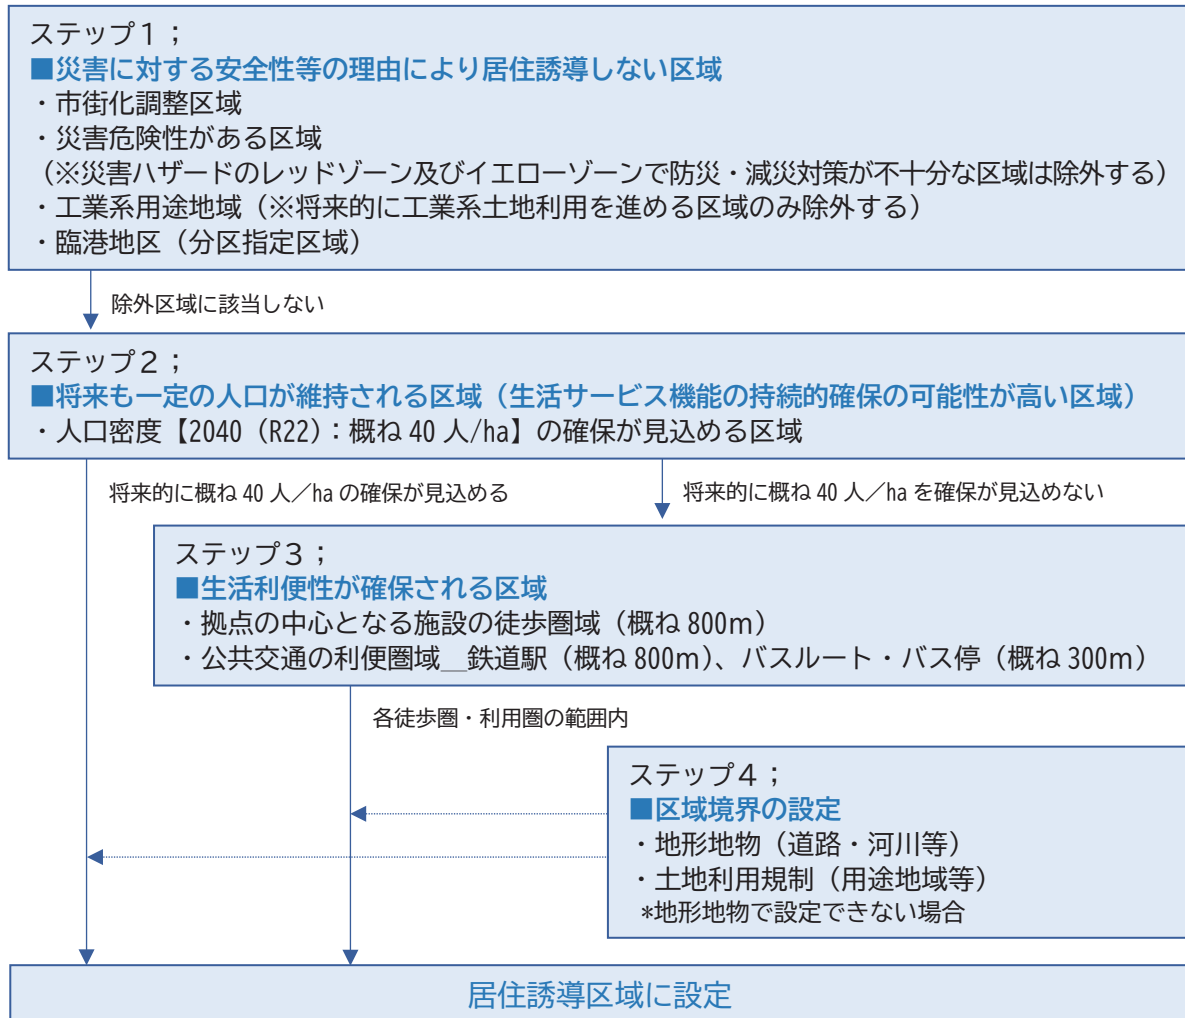 ステップ１；
■災害に対する安全性等の理由により居住誘導しない区域
・市街化調整区域
・災害危険性がある区域
（※災害ハザードのレッドゾーン及びイエローゾーンで防災・減災対策が不十分な区域は除外する）
・工業系用途地域（※将来的に工業系土地利用を進める区域のみ除外する）
・臨港地区（分区指定区域）
除外区域に該当しない
ステップ２；
■将来も一定の人口が維持される区域（生活サービス機能の持続的確保の可能性が高い区域）
・人口密度【2040（R22）：概ね 40 人/ha】の確保が見込める区域
将来的に概ね 40 人／ha の確保が見込める
将来的に概ね 40 人／ha を確保が見込めない
ステップ３；
■生活利便性が確保される区域
・拠点の中心となる施設の徒歩圏域（概ね 800ｍ）
・公共交通の利便圏域＿鉄道駅（概ね 800ｍ）、バスルート・バス停（概ね 300ｍ）
各徒歩圏・利用圏の範囲内
ステップ４；
■区域境界の設定
・地形地物（道路・河川等）
・土地利用規制（用途地域等）
*地形地物で設定できない場合
居住誘導区域に設定